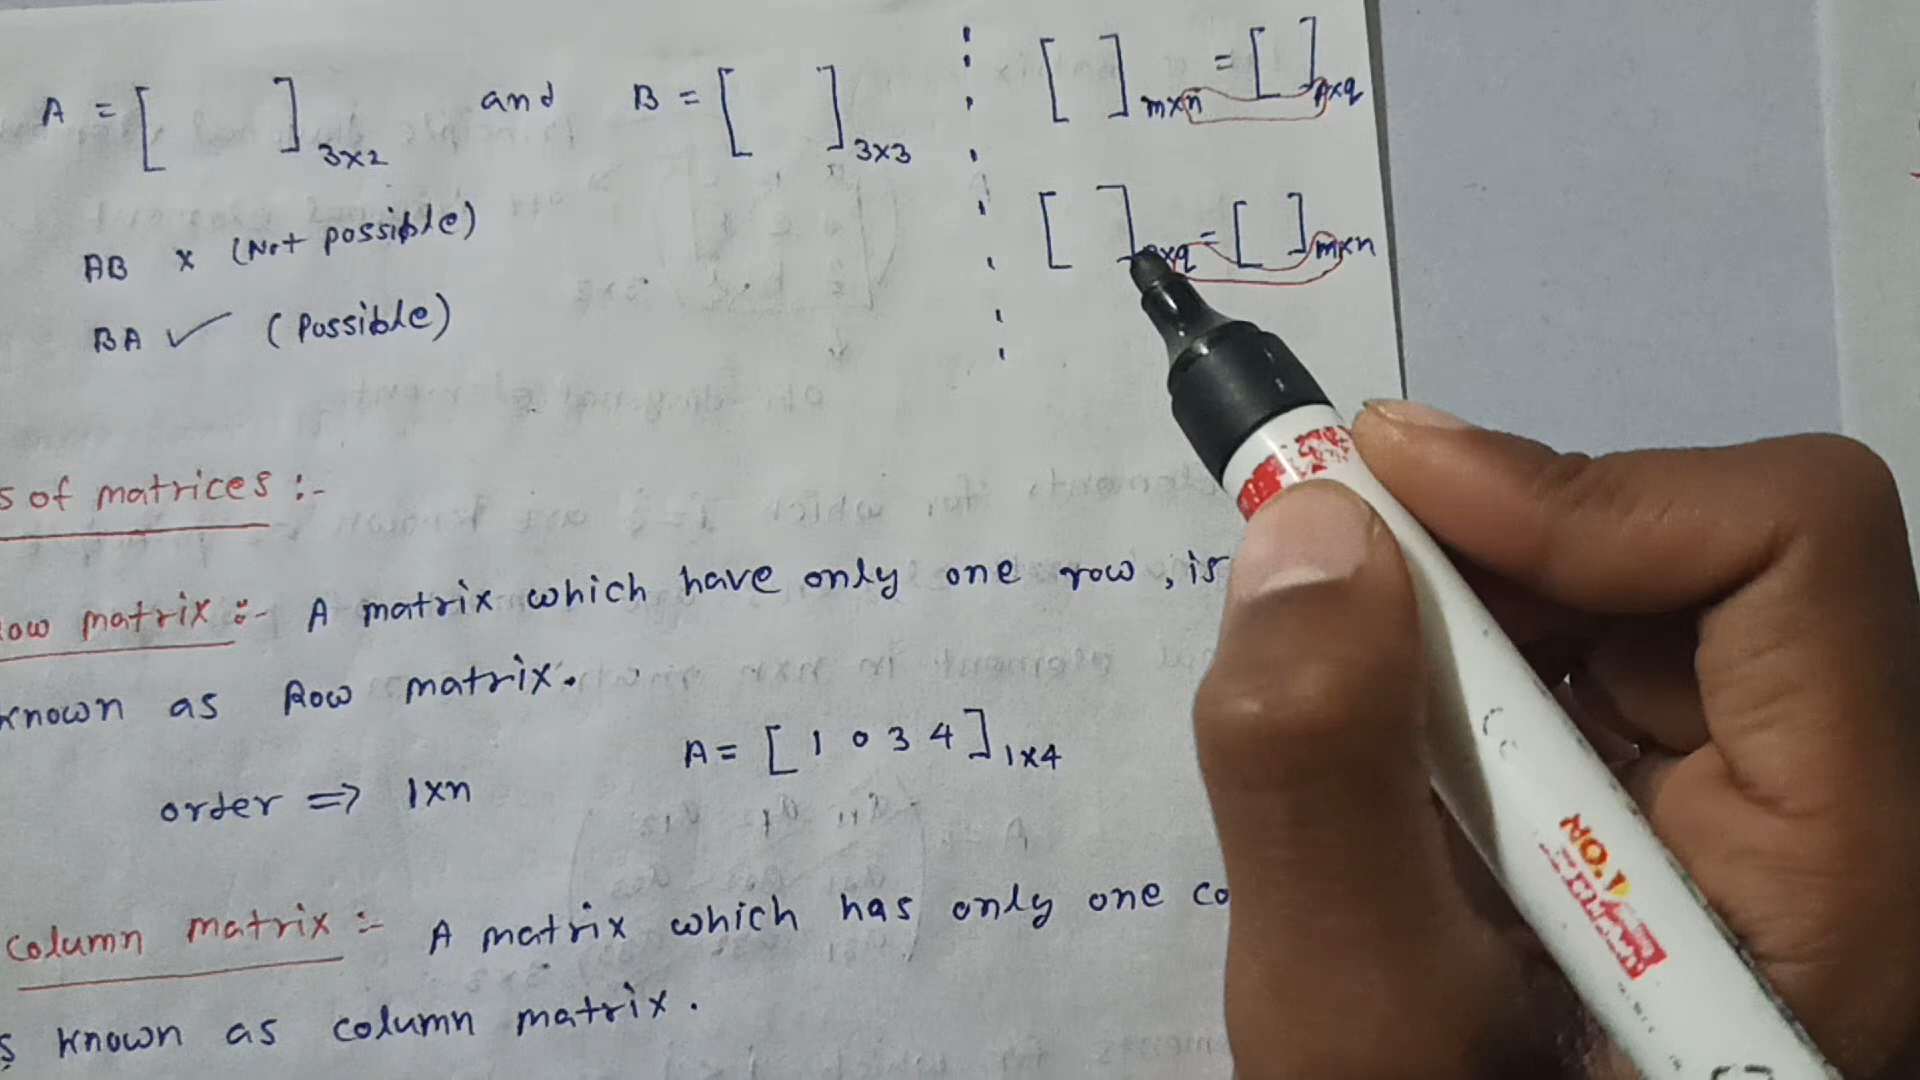 A = [ ]3x2 and B = [ ]3x3
AB x (Not possible)
BA ✓ (possible)
[ ]mxn = [ ]pxq
[ ]pxq = [ ]mxn
s of matrices :-
ow matrix :- A matrix which have only one row, is
known as Row matrix.
order => 1xn
A = [ 1 0 3 4 ]1x4
column matrix :- A matrix which has only one co
s known as column matrix.